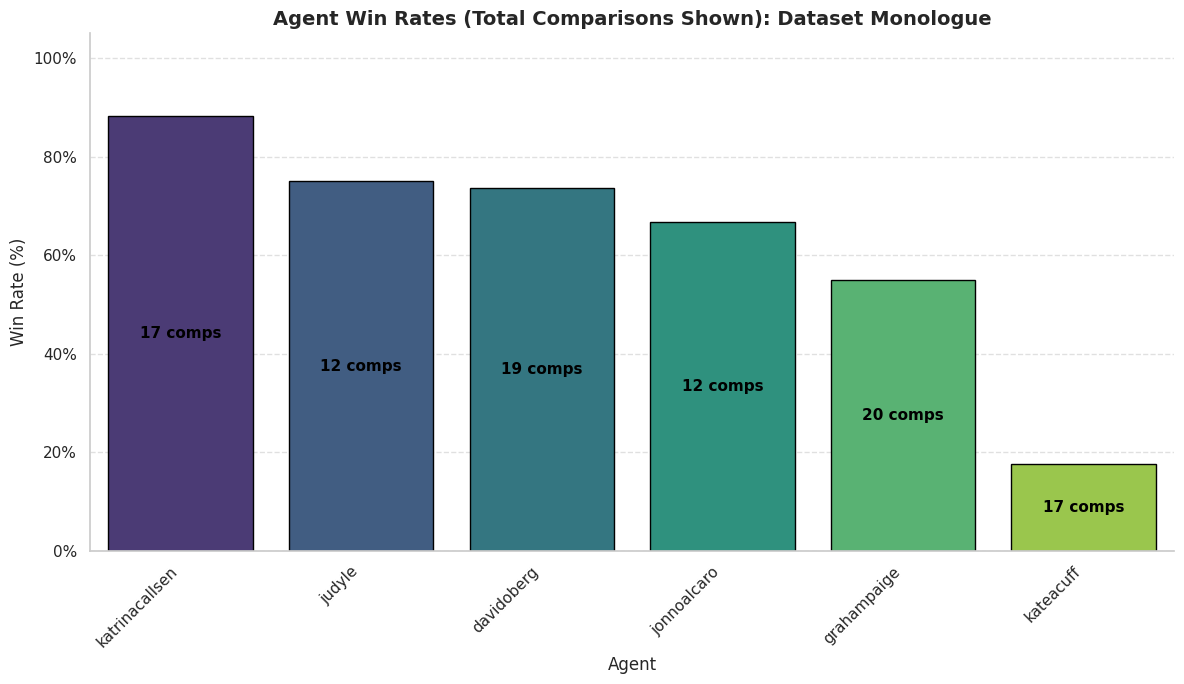 Agent Win Rates (Total Comparisons Shown): Dataset Monologue
100%
80%
60%
40%
20%
0%
Win Rate (%)
17 comps
12 comps
19 comps
12 comps
20 comps
17 comps
katrinacallsen
judyle
davidoberg
jonnoalcaro
grahampaige
kateacuff
Agent